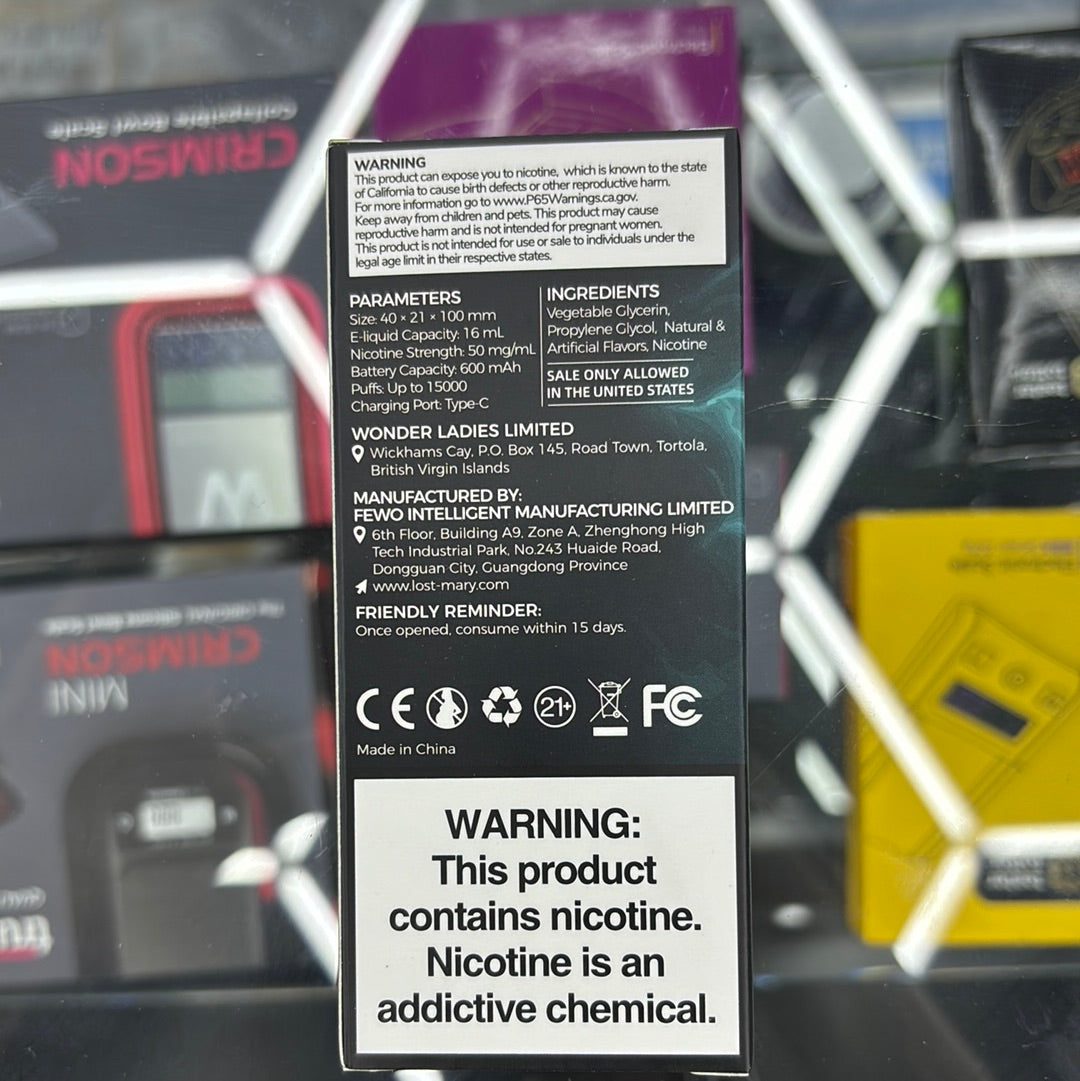 WARNING
This product can expose you to nicotine, which is known to the state
of California to cause birth defects or other reproductive harm.
For more information go to www.P65Warnings.ca.gov.
Keep away from children and pets. This product may cause
reproductive harm and is not intended for pregnant women.
This product is not intended for use or sale to individuals under the
legal age limit in their respective states.
PARAMETERS
Size: 40 × 21 × 100 mm
E-liquid Capacity: 16 mL
Nicotine Strength: 50 mg/mL
Battery Capacity: 600 mAh
Puffs: Up to 15000
Charging Port: Type-C
INGREDIENTS
Vegetable Glycerin,
Propylene Glycol, Natural &
Artificial Flavors, Nicotine
SALE ONLY ALLOWED
IN THE UNITED STATES
WONDER LADIES LIMITED
Wickhams Cay, P.O. Box 145, Road Town, Tortola,
British Virgin Islands
MANUFACTURED BY:
FEWO INTELLIGENT MANUFACTURING LIMITED
6th Floor, Building A9, Zone A, Zhenghong High
Tech Industrial Park, No.243 Huaide Road,
Dongguan City, Guangdong Province
www.lost-mary.com
FRIENDLY REMINDER:
Once opened, consume within 15 days.
CE 21+ FC
Made in China
WARNING:
This product
contains nicotine.
Nicotine is an
addictive chemical.
CRIMSON
Collapsible Bowl Scale
CRIMSON
MINI